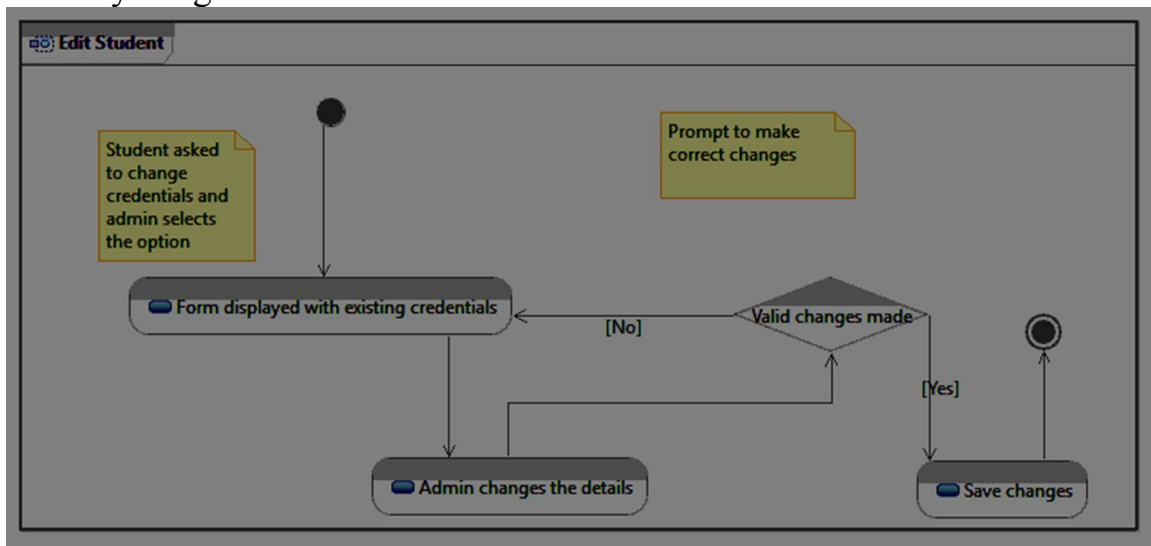 Edit Student
Student asked
to change
credentials and
admin selects
the option
Prompt to make
correct changes
Form displayed with existing credentials
[No]
Valid changes made
[Yes]
Admin changes the details
Save changes